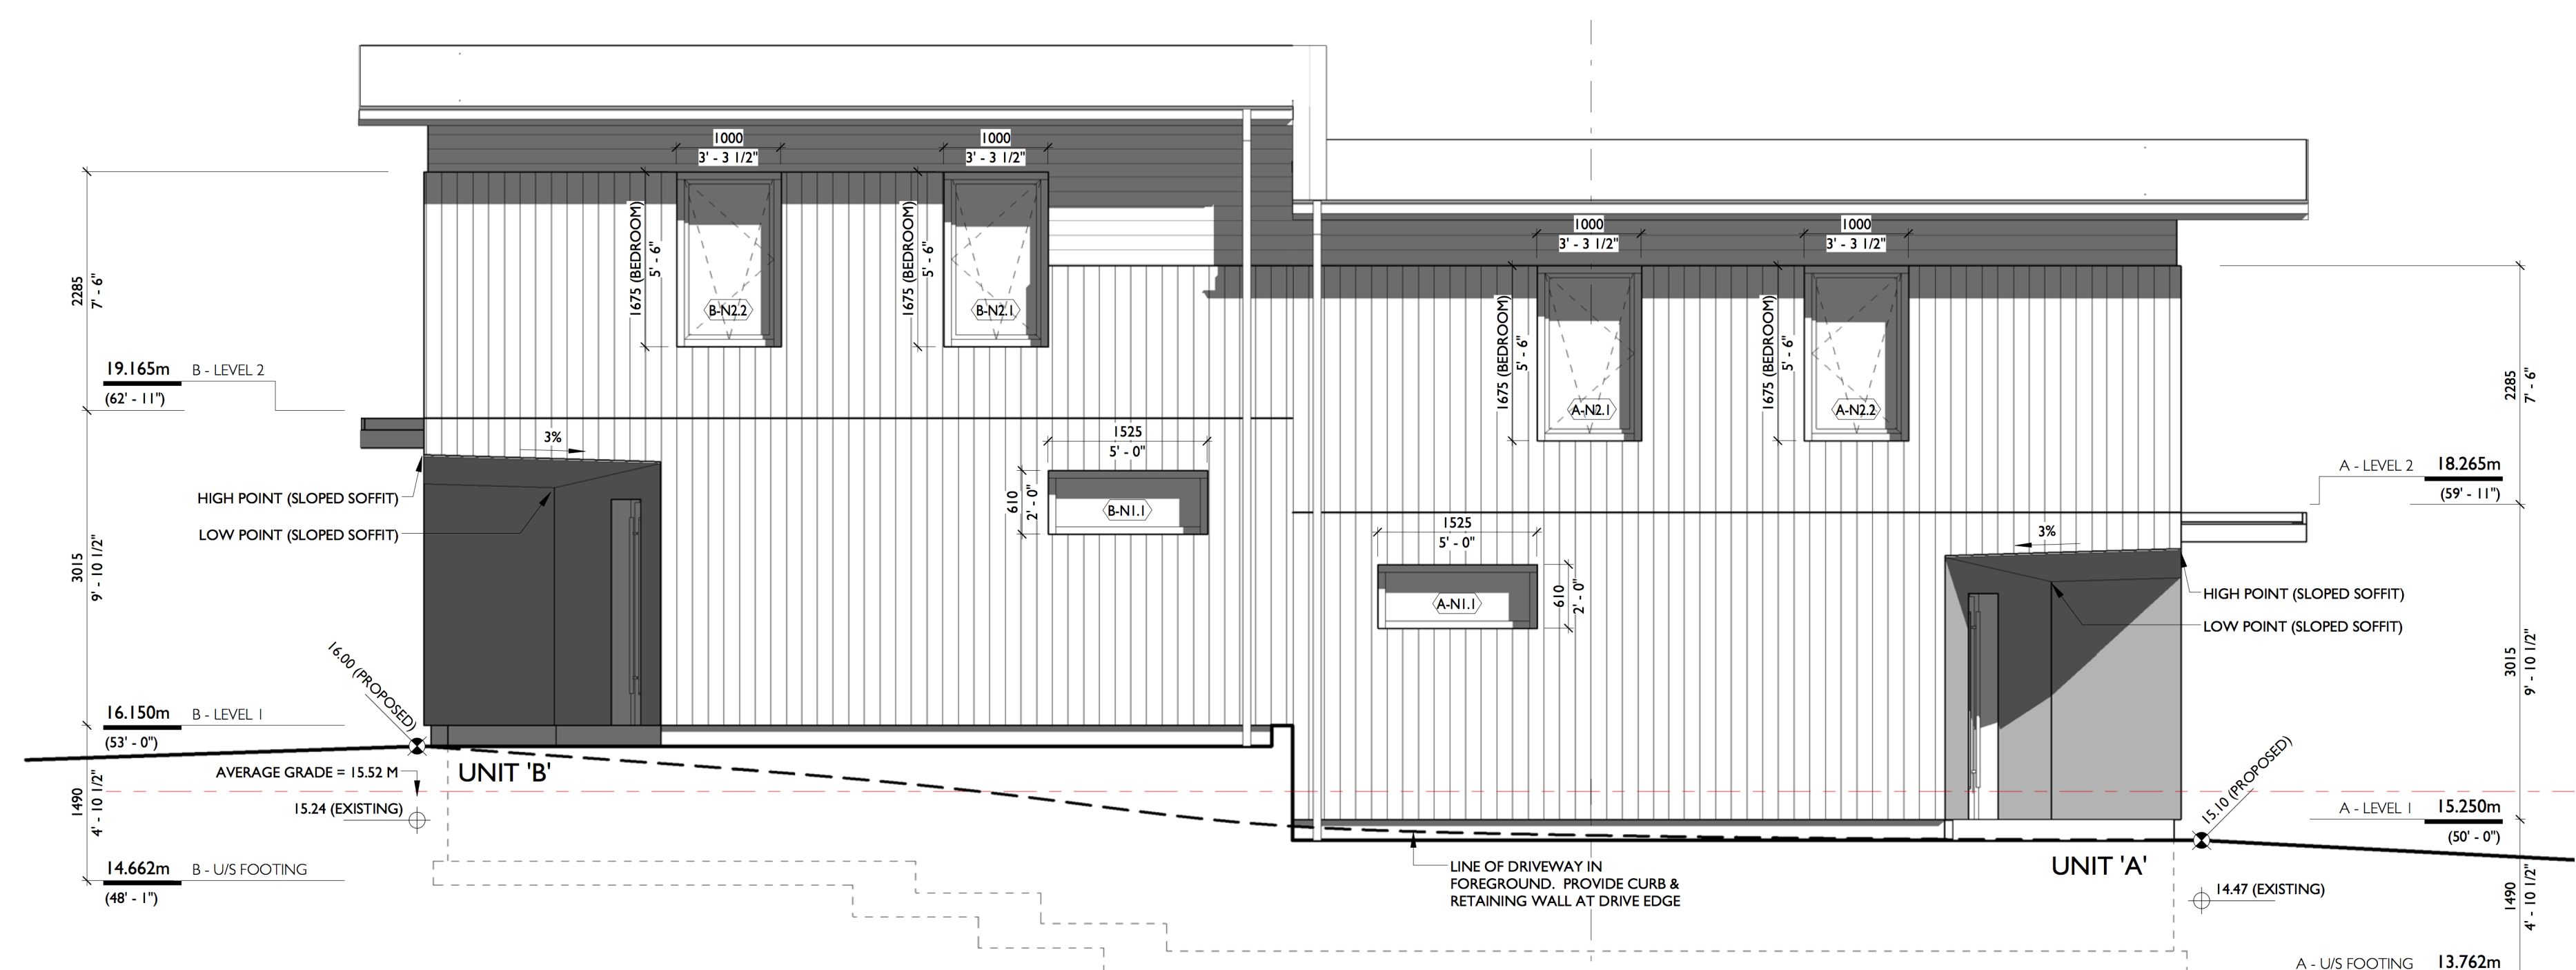 1000
3' - 3 1/2"
1000
3' - 3 1/2"
1675 (BEDROOM)
5' - 6"
1675 (BEDROOM)
5' - 6"
B-N2.2
B-N2.1
1000
3' - 3 1/2"
1000
3' - 3 1/2"
1675 (BEDROOM)
5' - 6"
1675 (BEDROOM)
5' - 6"
A-N2.1
A-N2.2
2285
7' - 6"
19.165m B - LEVEL 2
(62' - 11")
3%
HIGH POINT (SLOPED SOFFIT)
LOW POINT (SLOPED SOFFIT)
3015
9' - 10 1/2"
1525
5' - 0"
610
2' - 0"
B-N1.1
1525
5' - 0"
610
2' - 0"
A-N1.1
2285
7' - 6"
A - LEVEL 2 18.265m
(59' - 11")
3%
HIGH POINT (SLOPED SOFFIT)
LOW POINT (SLOPED SOFFIT)
3015
9' - 10 1/2"
16.00 (PROPOSED)
16.150m B - LEVEL 1
(53' - 0")
AVERAGE GRADE = 15.52 M
UNIT 'B'
15.24 (EXISTING)
1490
4' - 10 1/2"
14.662m B - U/S FOOTING
(48' - 1")
LINE OF DRIVEWAY IN
FOREGROUND. PROVIDE CURB &
RETAINING WALL AT DRIVE EDGE
15.10 (PROPOSED)
A - LEVEL 1 15.250m
(50' - 0")
UNIT 'A'
14.47 (EXISTING)
1490
4' - 10 1/2"
A - U/S FOOTING 13.762m